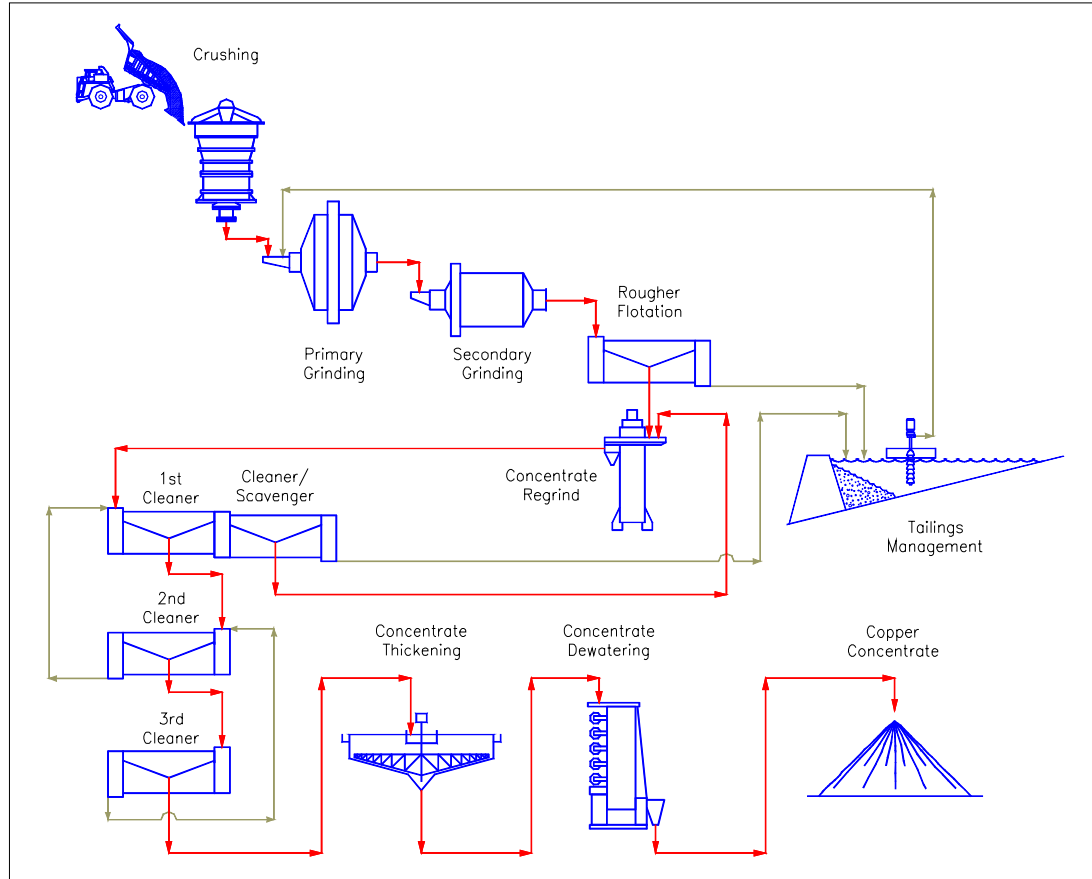 Crushing
Primary
Grinding
Secondary
Grinding
Rougher
Flotation
Concentrate
Regrind
Tailings
Management
1st
Cleaner
Cleaner/
Scavenger
2nd
Cleaner
3rd
Cleaner
Concentrate
Thickening
Concentrate
Dewatering
Copper
Concentrate